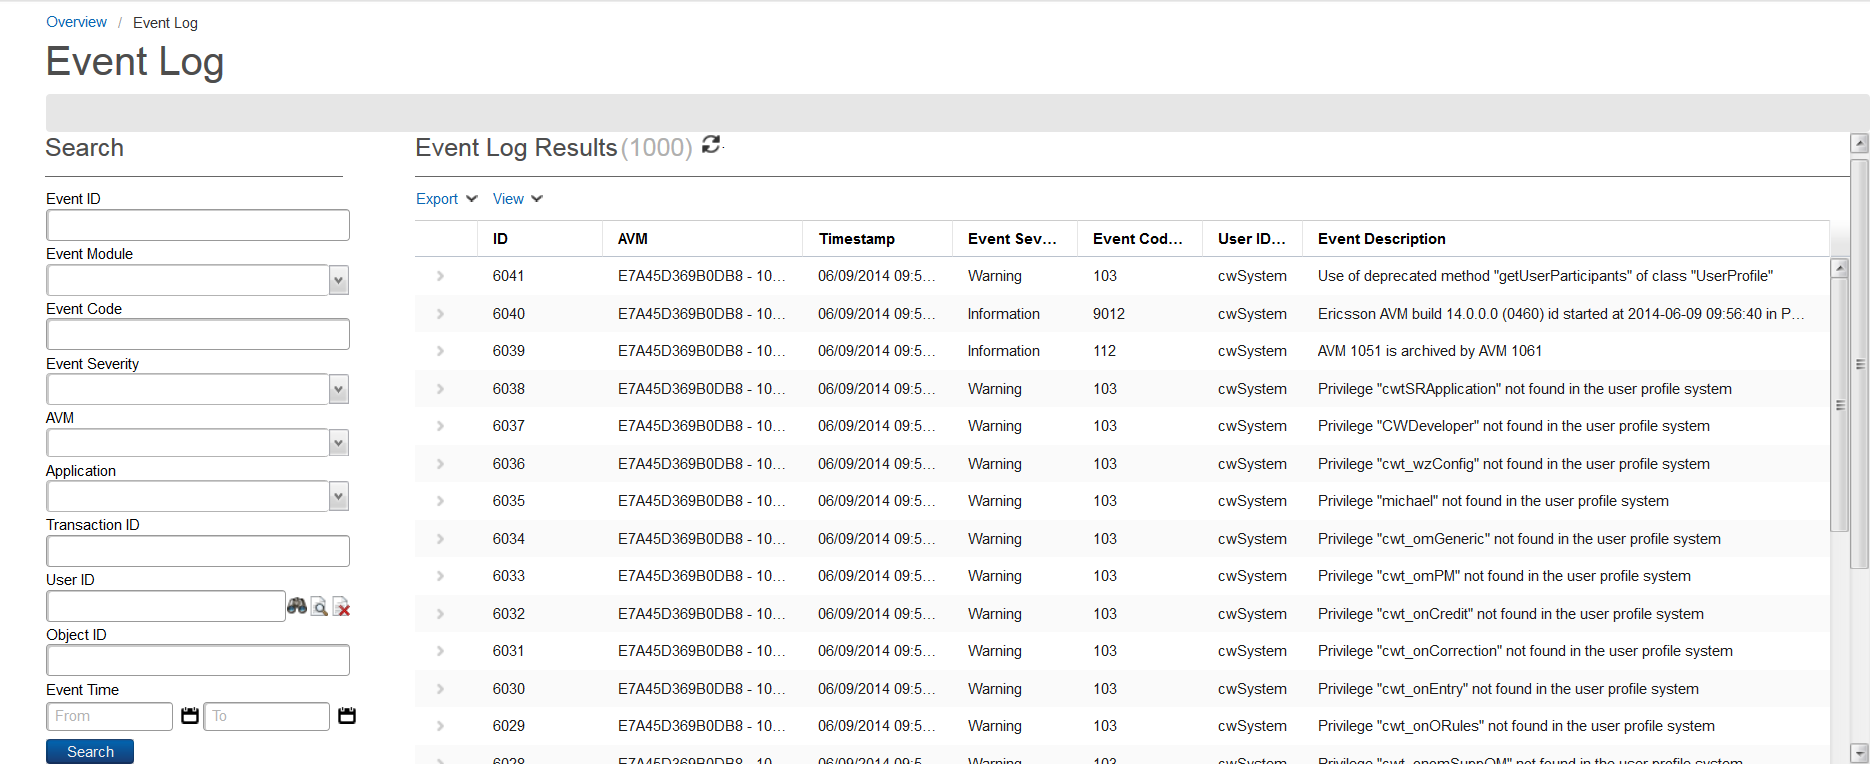 Overview / Event Log
Event Log
Search
Event ID
Event Module
Event Code
Event Severity
AVM
Application
Transaction ID
User ID
Object ID
Event Time
From To
Search
Event Log Results (1000)
Export View
ID AVM Timestamp Event Sev... Event Cod... User ID... Event Description
6041 E7A45D369B0DB8 - 10... 06/09/2014 09:5... Warning 103 cwSystem Use of deprecated method "getUserParticipants" of class "UserProfile"
6040 E7A45D369B0DB8 - 10... 06/09/2014 09:5... Information 9012 cwSystem Ericsson AVM build 14.0.0.0 (0460) id started at 2014-06-09 09:56:40 in P...
6039 E7A45D369B0DB8 - 10... 06/09/2014 09:5... Information 112 cwSystem AVM 1051 is archived by AVM 1061
6038 E7A45D369B0DB8 - 10... 06/09/2014 09:5... Warning 103 cwSystem Privilege "cwtSRApplication" not found in the user profile system
6037 E7A45D369B0DB8 - 10... 06/09/2014 09:5... Warning 103 cwSystem Privilege "CWDeveloper" not found in the user profile system
6036 E7A45D369B0DB8 - 10... 06/09/2014 09:5... Warning 103 cwSystem Privilege "cwt_wzConfig" not found in the user profile system
6035 E7A45D369B0DB8 - 10... 06/09/2014 09:5... Warning 103 cwSystem Privilege "michael" not found in the user profile system
6034 E7A45D369B0DB8 - 10... 06/09/2014 09:5... Warning 103 cwSystem Privilege "cwt_omGeneric" not found in the user profile system
6033 E7A45D369B0DB8 - 10... 06/09/2014 09:5... Warning 103 cwSystem Privilege "cwt_omPM" not found in the user profile system
6032 E7A45D369B0DB8 - 10... 06/09/2014 09:5... Warning 103 cwSystem Privilege "cwt_onCredit" not found in the user profile system
6031 E7A45D369B0DB8 - 10... 06/09/2014 09:5... Warning 103 cwSystem Privilege "cwt_onCorrection" not found in the user profile system
6030 E7A45D369B0DB8 - 10... 06/09/2014 09:5... Warning 103 cwSystem Privilege "cwt_onEntry" not found in the user profile system
6029 E7A45D369B0DB8 - 10... 06/09/2014 09:5... Warning 103 cwSystem Privilege "cwt_onORules" not found in the user profile system
6028 E7A45D369B0DB8 - 10... 06/09/2014 09:5... Warning 103 cwSystem Privilege not found in the user profile system